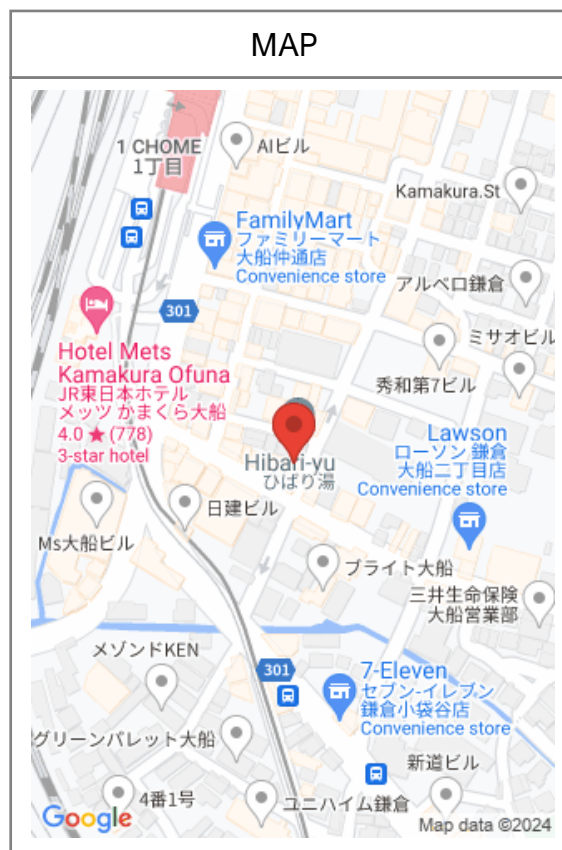 MAP
1 CHOME
1丁目
AIビル
Kamakura.St
FamilyMart
ファミリーマート
大船仲通店
Convenience store
アルベロ鎌倉
301
ミサオビル
Hotel Mets
Kamakura Ofuna
JR東日本ホテル
メッツ かまくら大船
4.0 ★ (778)
3-star hotel
秀和第7ビル
Lawson
ローソン 鎌倉
大船二丁目店
Convenience store
Hibari-yu
ひばり湯
日建ビル
Ms大船ビル
ブライト大船
三井生命保険
大船営業部
メゾンドKEN
301
7-Eleven
セブン-イレブン
鎌倉小袋谷店
Convenience store
グリーンパレット大船
新道ビル
4番1号
ユニハイム鎌倉
Google
Map data ©2024